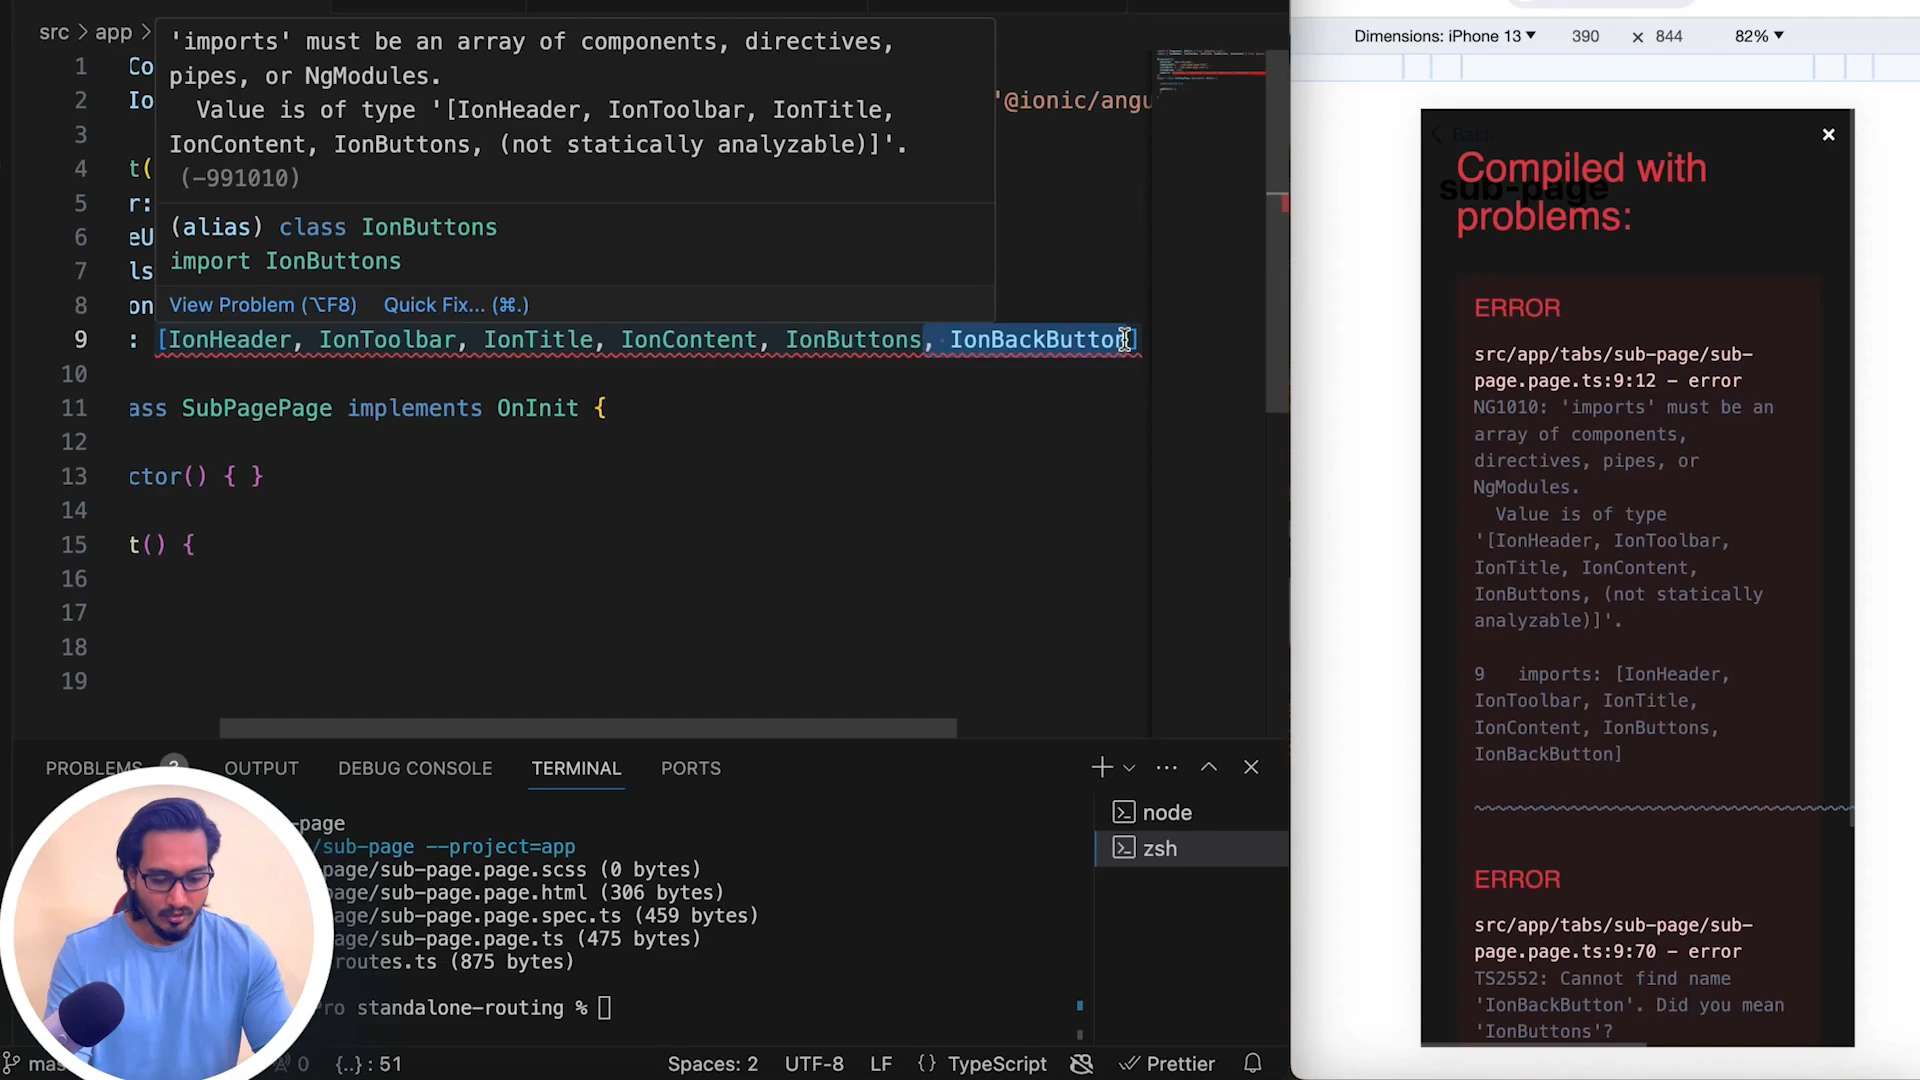 src > app >
'imports' must be an array of components, directives,
pipes, or NgModules.
Value is of type '[IonHeader, IonToolbar, IonTitle,
IonContent, IonButtons, (not statically analyzable)]'.
(-991010)
(alias) class IonButtons
import IonButtons
View Problem (⌥F8) Quick Fix... (⌘.)
1 Co
2 Io '@ionic/angu
3
4 t(
5 r:
6 eU
7 ls
8 on
9 : [IonHeader, IonToolbar, IonTitle, IonContent, IonButtons, IonBackButton]
10
11 ass SubPagePage implements OnInit {
12
13 ctor() { }
14
15 t() {
16
17
18
19
PROBLEMS OUTPUT DEBUG CONSOLE TERMINAL PORTS
-page
/sub-page --project=app
page/sub-page.page.scss (0 bytes)
page/sub-page.page.html (306 bytes)
page/sub-page.page.spec.ts (459 bytes)
page/sub-page.page.ts (475 bytes)
routes.ts (875 bytes)
ro standalone-routing %
node
zsh
mas 0 {..} : 51 Spaces: 2 UTF-8 LF {} TypeScript Prettier
Dimensions: iPhone 13 ▼ 390 × 844 82% ▼
Back
sub-page
Compiled with
problems:
×
ERROR
src/app/tabs/sub-page/sub-
page.page.ts:9:12 - error
NG1010: 'imports' must be an
array of components,
directives, pipes, or
NgModules.
Value is of type
'[IonHeader, IonToolbar,
IonTitle, IonContent,
IonButtons, (not statically
analyzable)]'.
9 imports: [IonHeader,
IonToolbar, IonTitle,
IonContent, IonButtons,
IonBackButton]
~~~~~~~~~~~~~~~~~~~~~~~~~~~~~~~~~~~~~~~~~~
ERROR
src/app/tabs/sub-page/sub-
page.page.ts:9:70 - error
TS2552: Cannot find name
'IonBackButton'. Did you mean
'IonButtons'?